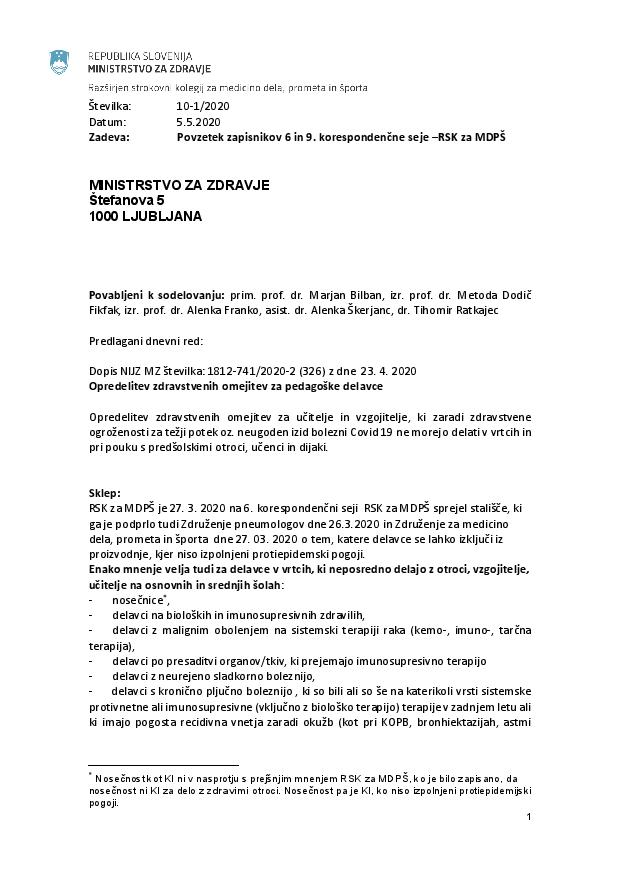 REPUBLIKA SLOVENIJA
MINISTRSTVO ZA ZDRAVJE
Razširjen strokovni kolegij za medicino dela, prometa in športa
Številka: 10-1/2020
Datum: 5.5.2020
Zadeva: Povzetek zapisnikov 6 in 9. korespondenčne seje –RSK za MDPŠ
MINISTRSTVO ZA ZDRAVJE
Štefanova 5
1000 LJUBLJANA
Povabljeni k sodelovanju: prim. prof. dr. Marjan Bilban, izr. prof. dr. Metoda Dodič
Fikfak, izr. prof. dr. Alenka Franko, asist. dr. Alenka Škerjanc, dr. Tihomir Ratkajec
Predlagani dnevni red:
Dopis NIJZ MZ številka: 1812-741/2020-2 (326) z dne 23. 4. 2020
Opredelitev zdravstvenih omejitev za pedagoške delavce
Opredelitev zdravstvenih omejitev za učitelje in vzgojitelje, ki zaradi zdravstvene
ogroženosti za težji potek oz. neugoden izid bolezni Covid 19 ne morejo delati v vrtcih in
pri pouku s predšolskimi otroci, učenci in dijaki.
Sklep:
RSK za MDPŠ je 27. 3. 2020 na 6. korespondenčni seji RSK za MDPŠ sprejel stališče, ki
ga je podprlo tudi Združenje pneumologov dne 26.3.2020 in Združenje za medicino
dela, prometa in športa dne 27. 03. 2020 o tem, katere delavce se lahko izključi iz
proizvodnje, kjer niso izpolnjeni protiepidemski pogoji.
Enako mnenje velja tudi za delavce v vrtcih, ki neposredno delajo z otroci, vzgojitelje,
učitelje na osnovnih in srednjih šolah:
- nosečnice*,
- delavci na bioloških in imunosupresivnih zdravilih,
- delavci z malignim obolenjem na sistemski terapiji raka (kemo-, imuno-, tarčna
terapija),
- delavci po presaditvi organov/tkiv, ki prejemajo imunosupresivno terapijo
- delavci z neurejeno sladkorno boleznijo,
- delavci s kronično pljučno boleznijo , ki so bili ali so še na katerikoli vrsti sistemske
protivnetne ali imunosupresivne (vključno z biološko terapijo) terapije v zadnjem letu ali
ki imajo pogosta recidivna vnetja zaradi okužb (kot pri KOPB, bronhiektazijah, astmi
* Nosečnost kot KI ni v nasprotju s prejšnjim mnenjem RSK za MDPŠ, ko je bilo zapisano, da
nosečnost ni KI za delo z zdravimi otroci. Nosečnost pa je KI, ko niso izpolnjeni protiepidemijski
pogoji.
1